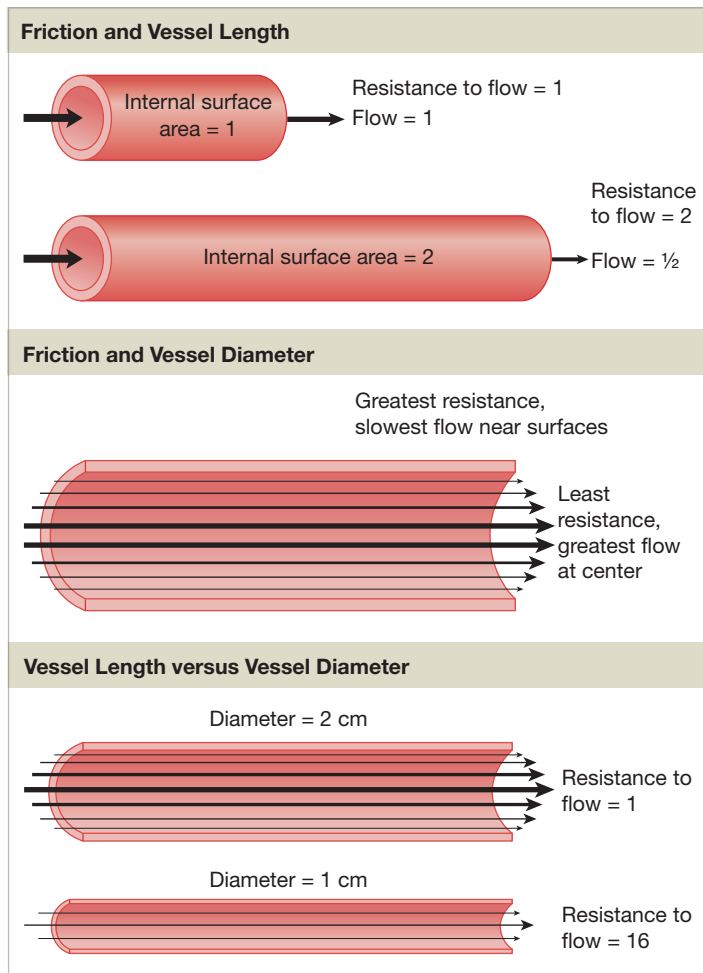 Friction and Vessel Length
Internal surface
area = 1
Resistance to flow = 1
Flow = 1
Internal surface area = 2
Resistance
to flow = 2
Flow = ½
Friction and Vessel Diameter
Greatest resistance,
slowest flow near surfaces
Least
resistance,
greatest flow
at center
Vessel Length versus Vessel Diameter
Diameter = 2 cm
Resistance to
flow = 1
Diameter = 1 cm
Resistance to
flow = 16